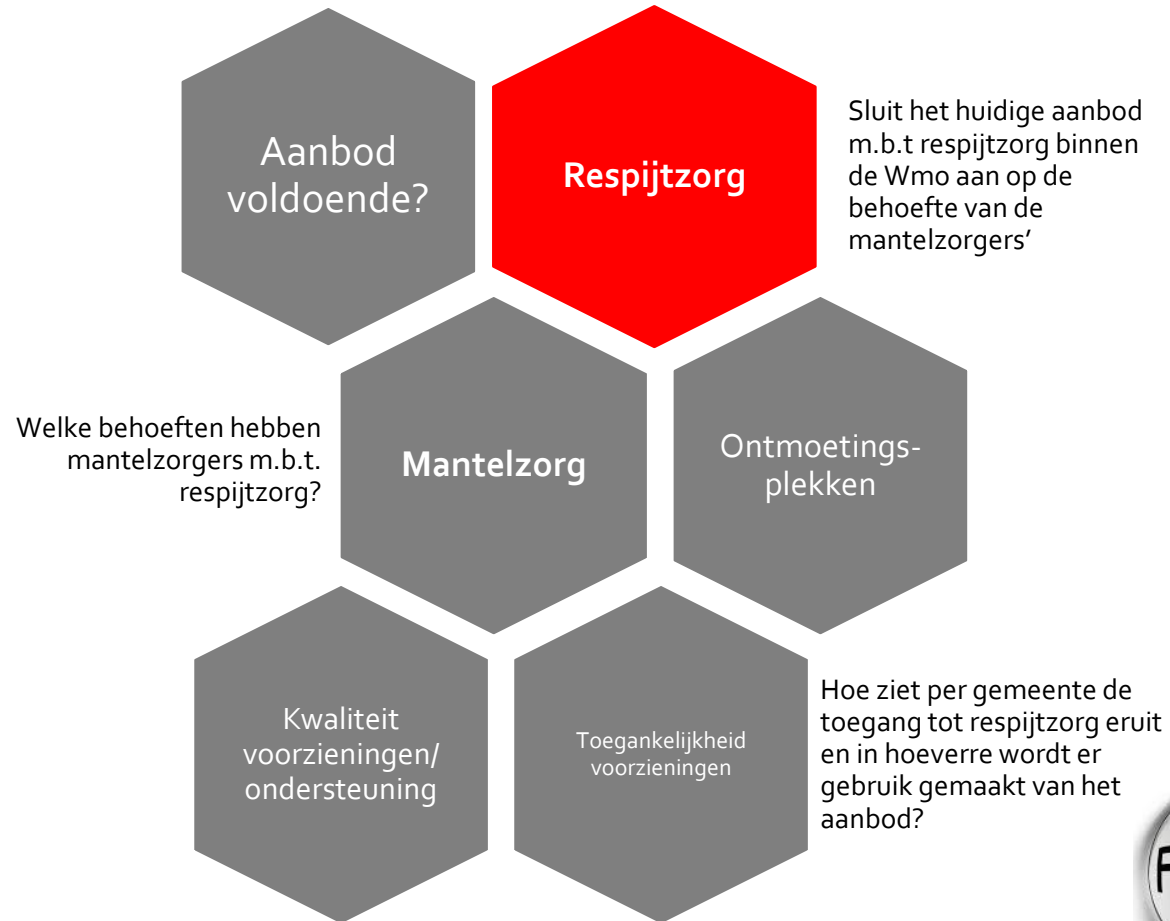 Aanbod
voldoende?
Respijtzorg
Sluit het huidige aanbod
m.b.t respijtzorg binnen
de Wmo aan op de
behoefte van de
mantelzorgers’
Welke behoeften hebben
mantelzorgers m.b.t.
respijtzorg?
Mantelzorg
Ontmoetings-
plekken
Kwaliteit
voorzieningen/
ondersteuning
Toegankelijkheid
voorzieningen
Hoe ziet per gemeente de
toegang tot respijtzorg eruit
en in hoeverre wordt er
gebruik gemaakt van het
aanbod?